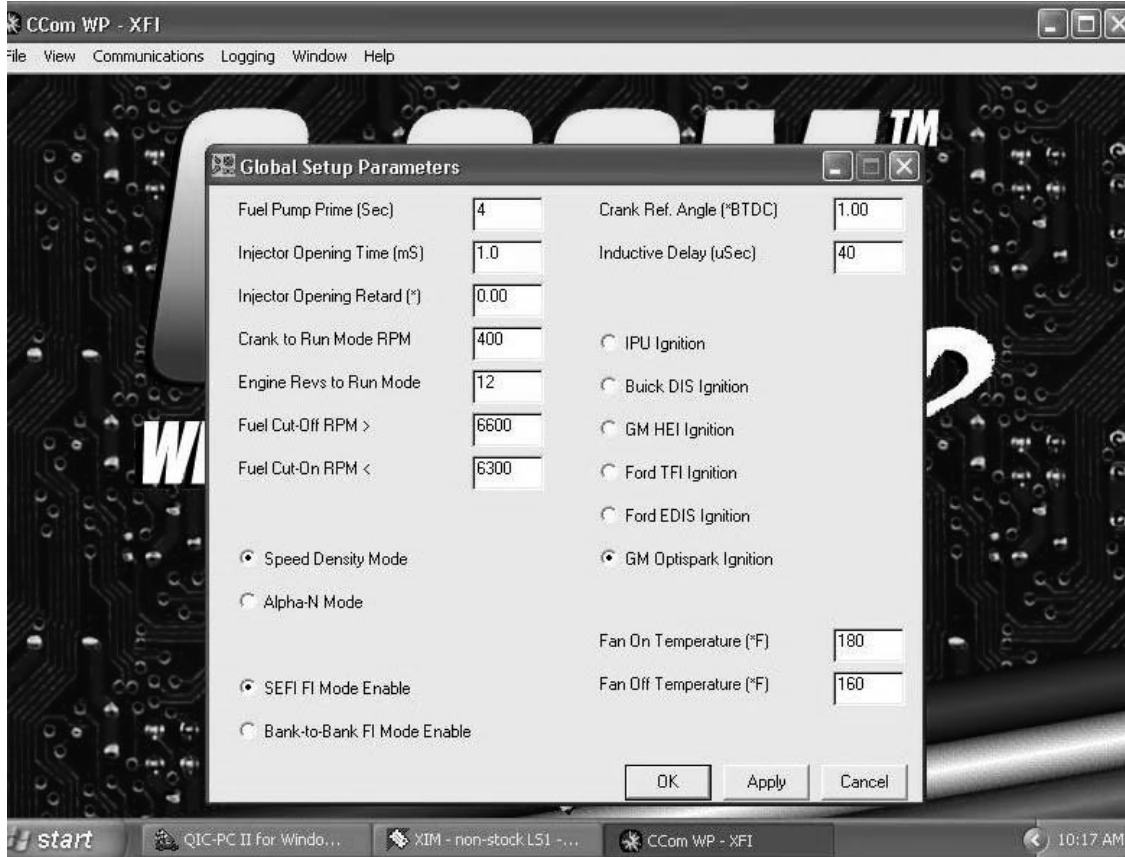 CCom WP - XFI
File View Communications Logging Window Help
TM
Global Setup Parameters
Fuel Pump Prime (Sec) 4 Crank Ref. Angle (*BTDC) 1.00
Injector Opening Time (mS) 1.0 Inductive Delay (uSec) 40
Injector Opening Retard (*) 0.00
Crank to Run Mode RPM 400 IPU Ignition
Engine Revs to Run Mode 12 Buick DIS Ignition
Fuel Cut-Off RPM > 6600 GM HEI Ignition
Fuel Cut-On RPM < 6300 Ford TFI Ignition
Ford EDIS Ignition
Speed Density Mode GM Optispark Ignition
Alpha-N Mode
Fan On Temperature (*F) 180
SEFI FI Mode Enable Fan Off Temperature (*F) 160
Bank-to-Bank FI Mode Enable
OK Apply Cancel
start QIC-PC II for Windo... XIM - non-stock LS1 -... CCom WP - XFI 10:17 AM